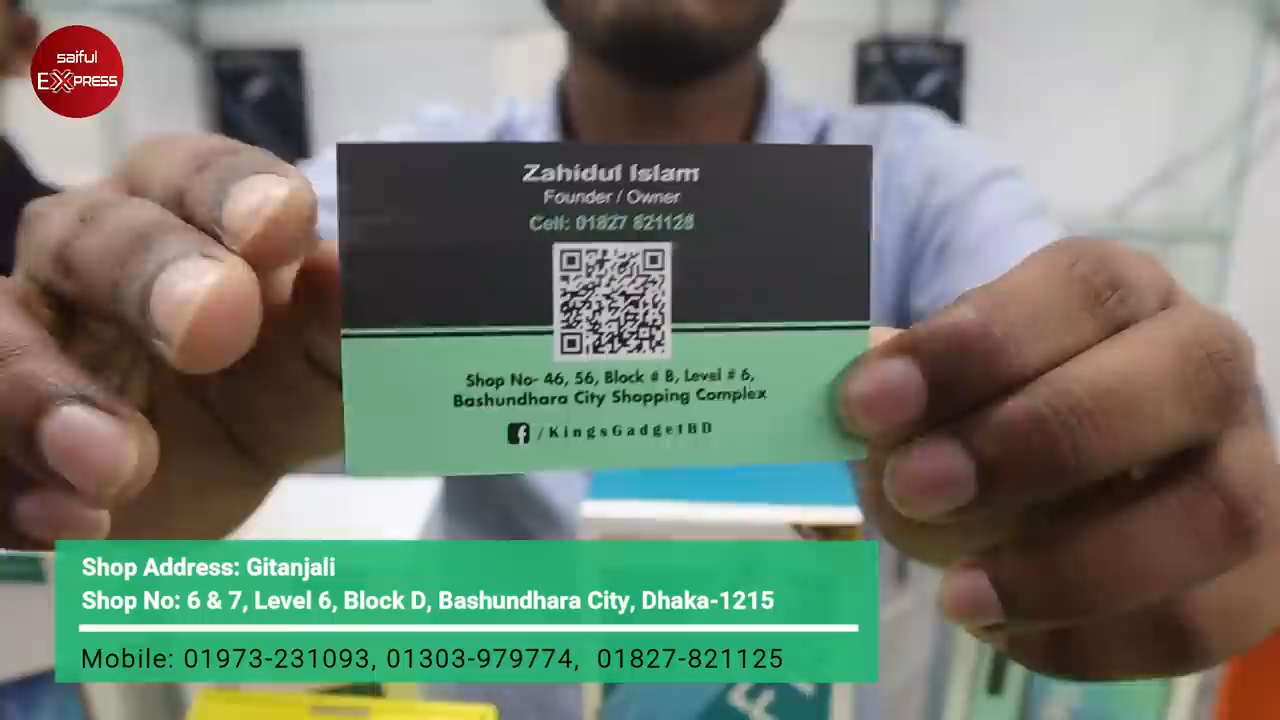 saiful
EXPRESS
Zahidul Islam
Founder / Owner
Cell: 01827 821125
Shop No- 46, 56, Block # B, Level # 6,
Bashundhara City Shopping Complex
/KingsGadgetBD
Shop Address: Gitanjali
Shop No: 6 & 7, Level 6, Block D, Bashundhara City, Dhaka-1215
Mobile: 01973-231093, 01303-979774, 01827-821125